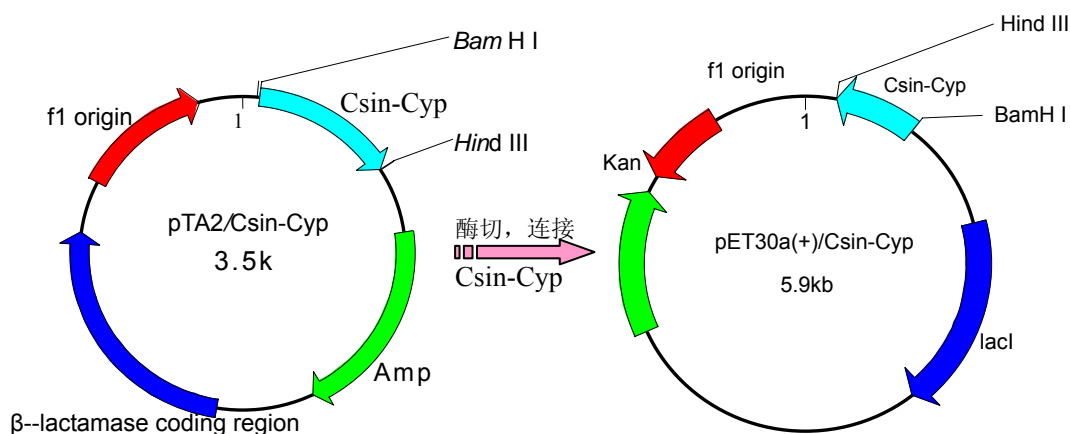 Bam H I
f1 origin
Csin-Cyp
1
Hind III
pTA2/Csin-Cyp
3.5k
Amp
β--lactamase coding region
酶切，连接
Csin-Cyp
Hind III
f1 origin
Csin-Cyp
1
BamH I
Kan
pET30a(+)/Csin-Cyp
5.9kb
lacI